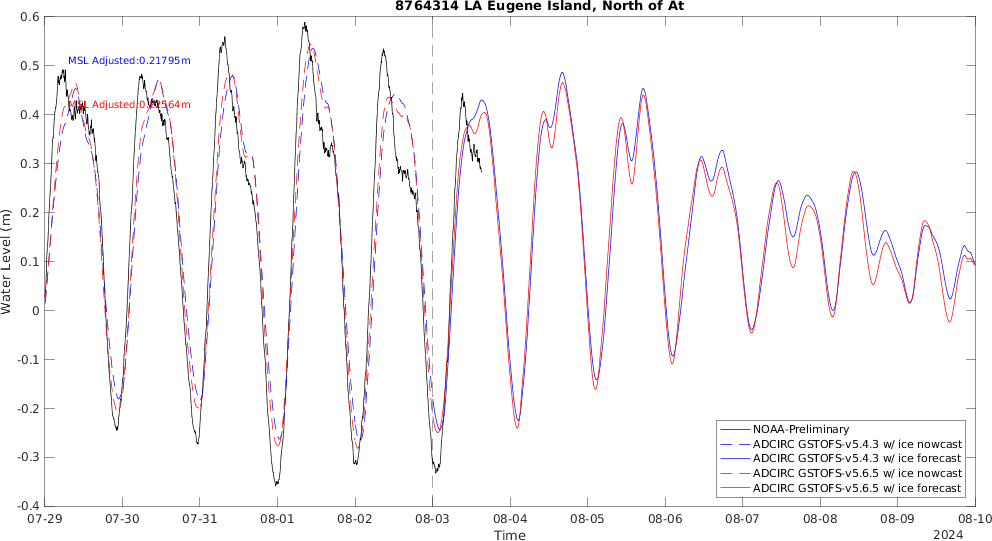 8764314 LA Eugene Island, North of At
Water Level (m)
0.6
0.5
0.4
0.3
0.2
0.1
0
-0.1
-0.2
-0.3
-0.4
MSL Adjusted:0.21795m
MSL Adjusted: 564m
NOAA-Preliminary
ADCIRC GSTOFS-v5.4.3 w/ ice nowcast
ADCIRC GSTOFS-v5.4.3 w/ ice forecast
ADCIRC GSTOFS-v5.6.5 w/ ice nowcast
ADCIRC GSTOFS-v5.6.5 w/ ice forecast
07-29 07-30 07-31 08-01 08-02 08-03 08-04 08-05 08-06 08-07 08-08 08-09 08-10
Time
2024